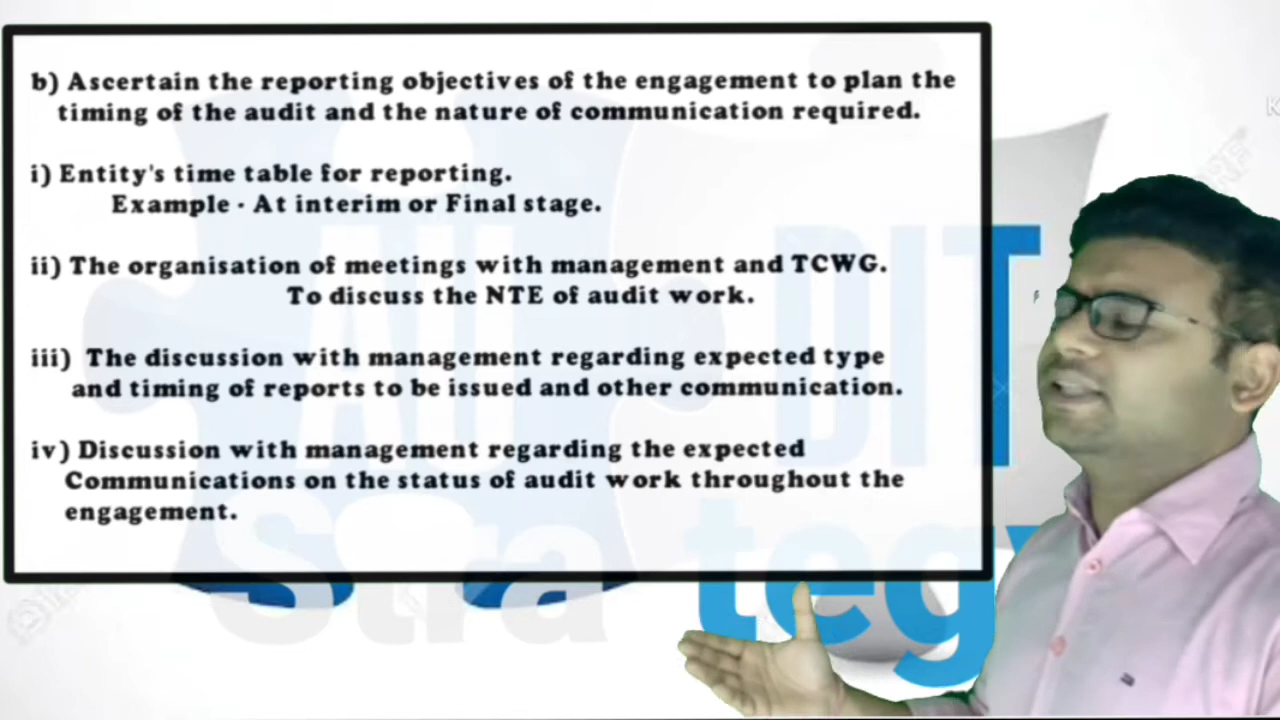 b) Ascertain the reporting objectives of the engagement to plan the
timing of the audit and the nature of communication required.
i) Entity's time table for reporting.
Example - At interim or Final stage.
ii) The organisation of meetings with management and TCWG.
To discuss the NTE of audit work.
iii) The discussion with management regarding expected type
and timing of reports to be issued and other communication.
iv) Discussion with management regarding the expected
Communications on the status of audit work throughout the
engagement.
AUDIT
Strategy